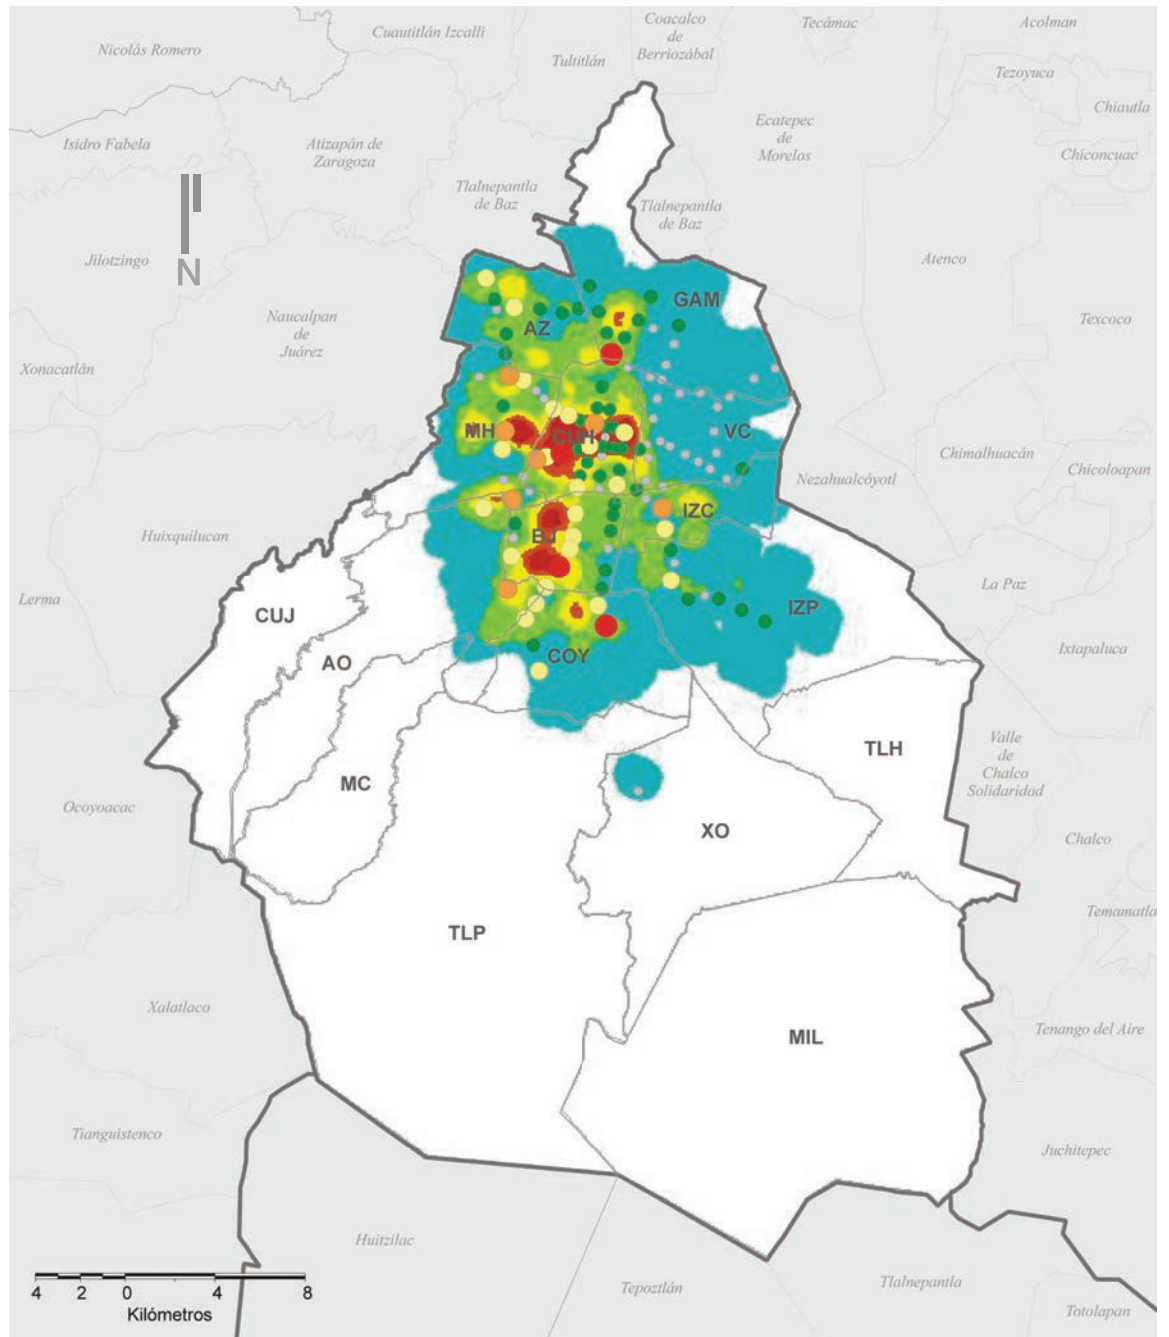 Coacalco
de
Berriozábal
Tecámac
Acolman
Cuautitlán Izcalli
Nicolás Romero
Tultitlán
Tezoyuca
Chiautla
Ecatepec
de
Morelos
Isidro Fabela
Atizapán de
Zaragoza
Chiconcuac
Tlalnepantla
de Baz
Tlalnepantla
de Baz
Jilotzingo
Atenco
N
GAM
Naucalpan
de
Juárez
Texcoco
AZ
Xonacatlán
MH
CUH
VC
Chimalhuacán
Chicoloapan
Nezahualcóyotl
IZC
Huixquilucan
BJ
La Paz
Lerma
CUJ
IZP
AO
COY
Ixtapaluca
TLH
Valle
de
Chalco
Solidaridad
MC
Ocoyoacac
XO
Chalco
TLP
Temamatla
Xalatlaco
MIL
Tenango del Aire
Tianguistenco
Juchitepec
Huitzilac
4 2 0 8
Kilómetros
Tepoztlán
Tlalnepantla
Totolapan